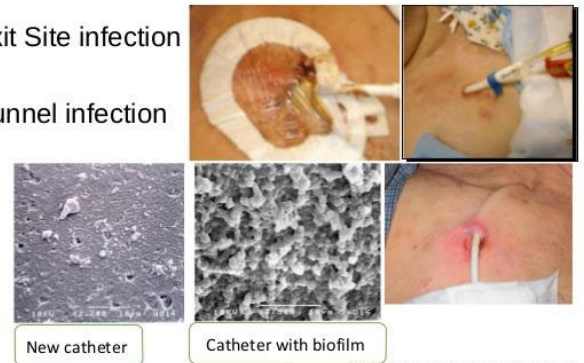 xit Site infection
unnel infection
New catheter
Catheter with biofilm